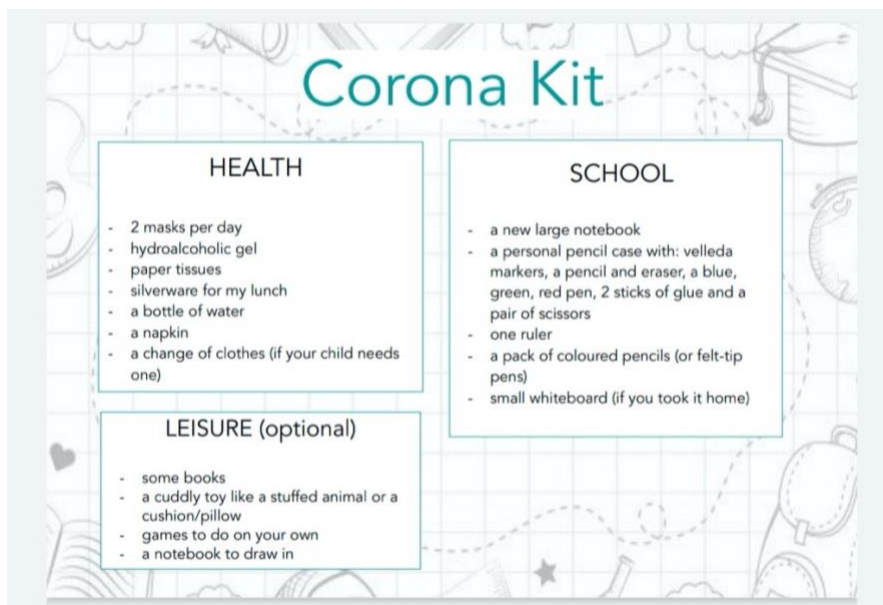 Corona Kit
HEALTH
- 2 masks per day
- hydroalcoholic gel
- paper tissues
- silverware for my lunch
- a bottle of water
- a napkin
- a change of clothes (if your child needs
one)
SCHOOL
- a new large notebook
- a personal pencil case with: velleda
markers, a pencil and eraser, a blue,
green, red pen, 2 sticks of glue and a
pair of scissors
- one ruler
- a pack of coloured pencils (or felt-tip
pens)
- small whiteboard (if you took it home)
LEISURE (optional)
- some books
- a cuddly toy like a stuffed animal or a
cushion/pillow
- games to do on your own
- a notebook to draw in